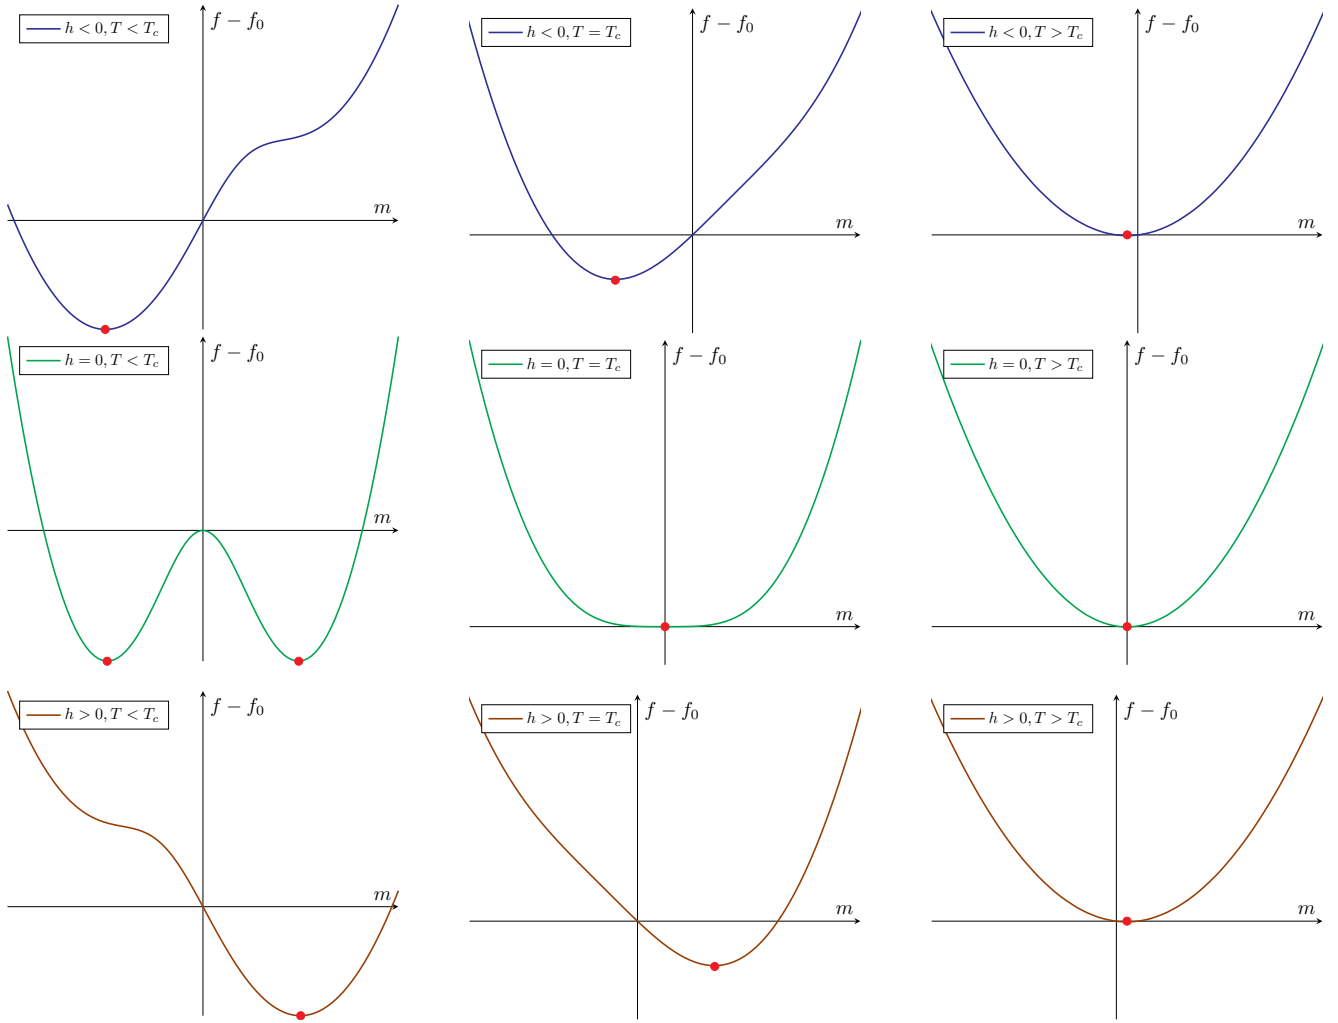 h < 0, T < T_c
f − f_0
m
h < 0, T = T_c
f − f_0
m
h < 0, T > T_c
f − f_0
m
h = 0, T < T_c
f − f_0
m
h = 0, T = T_c
f − f_0
m
h = 0, T > T_c
f − f_0
m
h > 0, T < T_c
f − f_0
m
h > 0, T = T_c
f − f_0
m
h > 0, T > T_c
f − f_0
m